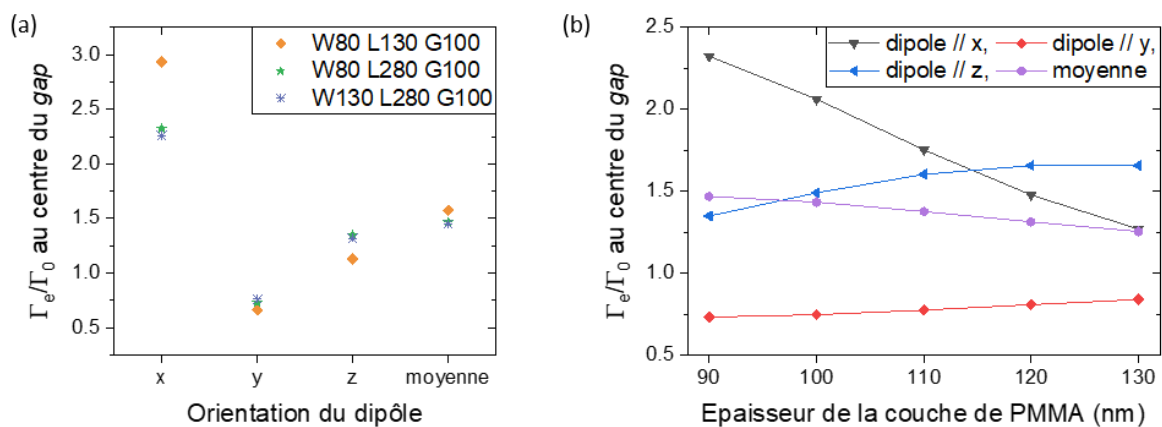 (a)
Γe/Γ0 au centre du gap
3.0
2.5
2.0
1.5
1.0
0.5
W80 L130 G100
W80 L280 G100
W130 L280 G100
x y z moyenne
Orientation du dipôle
(b)
Γe/Γ0 au centre du gap
2.5
2.0
1.5
1.0
0.5
dipole // x, dipole // y,
dipole // z, moyenne
90 100 110 120 130
Epaisseur de la couche de PMMA (nm)